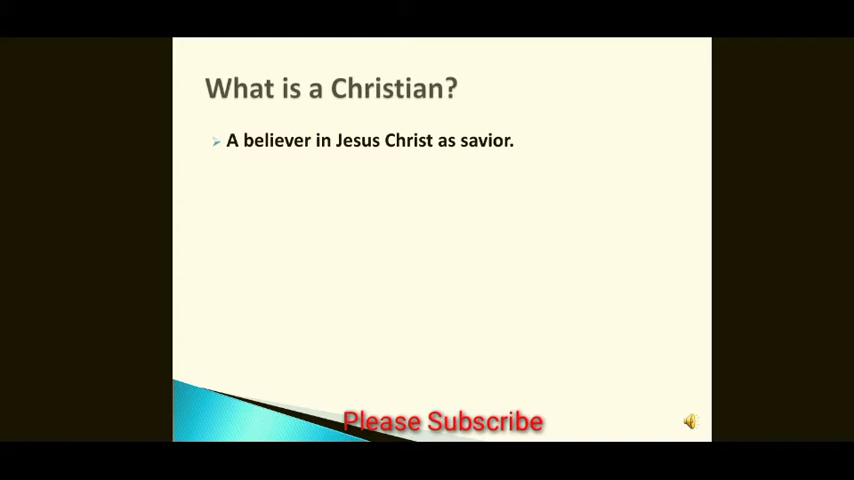 What is a Christian?
A believer in Jesus Christ as savior.
Please Subscribe